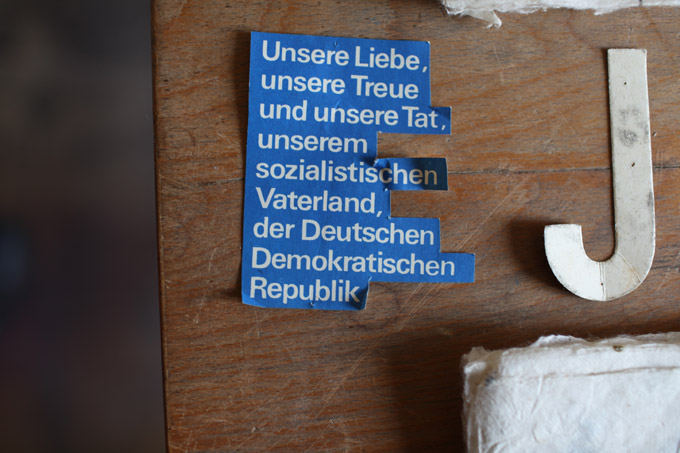 Unsere Liebe,
unsere Treue
und unsere Tat,
unserem
sozialistischen
Vaterland,
der Deutschen
Demokratischen
Republik
J